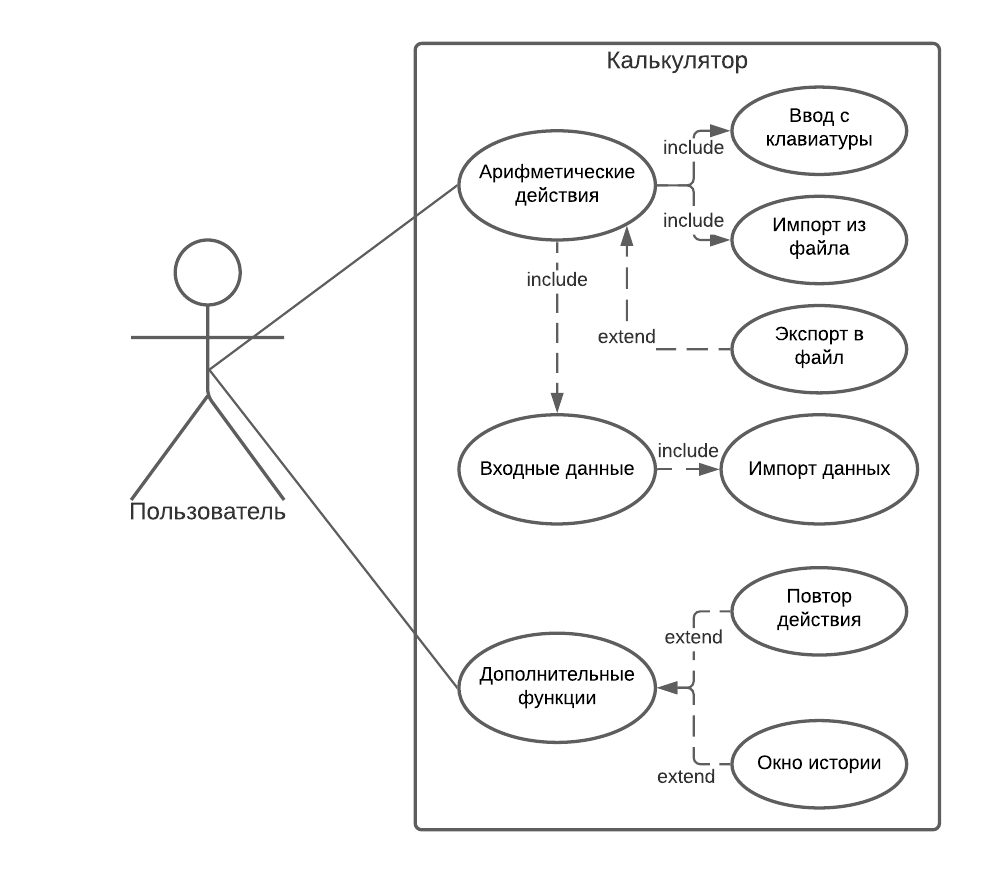 Калькулятор
Ввод с
клавиатуры
include
Арифметические
действия
include
Импорт из
файла
include
extend
Экспорт в
файл
include
Входные данные
Импорт данных
Пользователь
Повтор
действия
extend
Дополнительные
функции
Окно истории
extend